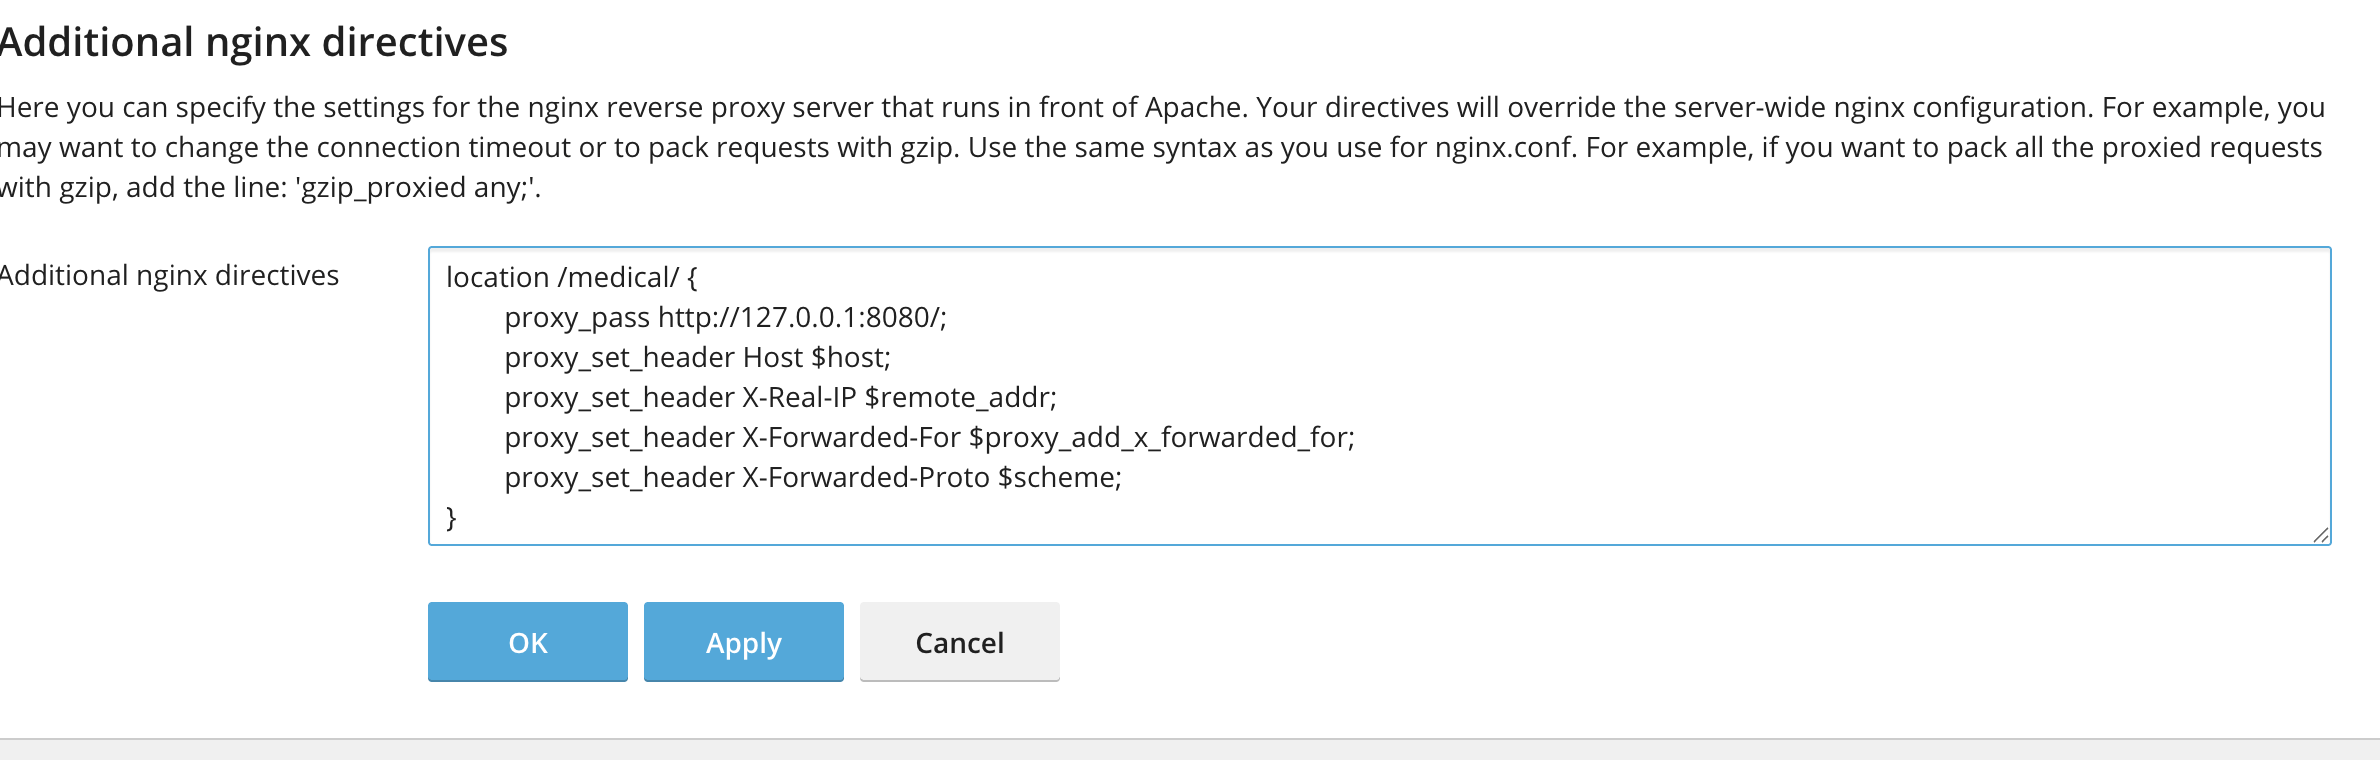 Additional nginx directives
Here you can specify the settings for the nginx reverse proxy server that runs in front of Apache. Your directives will override the server-wide nginx configuration. For example, you
may want to change the connection timeout or to pack requests with gzip. Use the same syntax as you use for nginx.conf. For example, if you want to pack all the proxied requests
with gzip, add the line: 'gzip_proxied any;'.
Additional nginx directives
location /medical/ {
proxy_pass http://127.0.0.1:8080/;
proxy_set_header Host $host;
proxy_set_header X-Real-IP $remote_addr;
proxy_set_header X-Forwarded-For $proxy_add_x_forwarded_for;
proxy_set_header X-Forwarded-Proto $scheme;
}
OK Apply Cancel